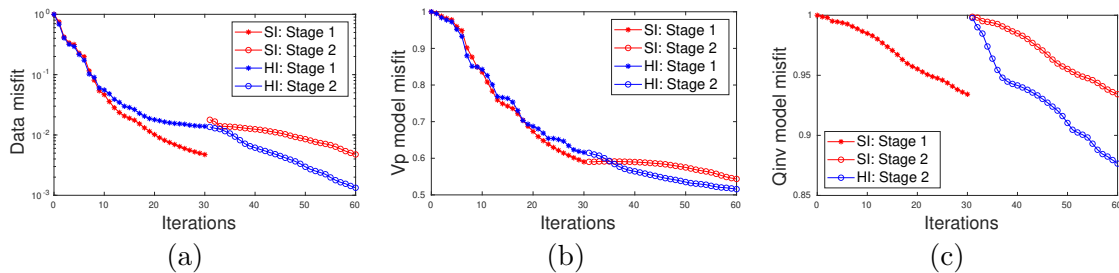 Data misfit
10^0
10^-1
10^-2
10^-3
0 10 20 30 40 50 60
Iterations
SI: Stage 1
SI: Stage 2
HI: Stage 1
HI: Stage 2
(a)
Vp model misfit
1
0.9
0.8
0.7
0.6
0.5
0 10 20 30 40 50 60
Iterations
SI: Stage 1
SI: Stage 2
HI: Stage 1
HI: Stage 2
(b)
Qinv model misfit
1
0.95
0.9
0.85
0 10 20 30 40 50 60
Iterations
SI: Stage 1
SI: Stage 2
HI: Stage 2
(c)